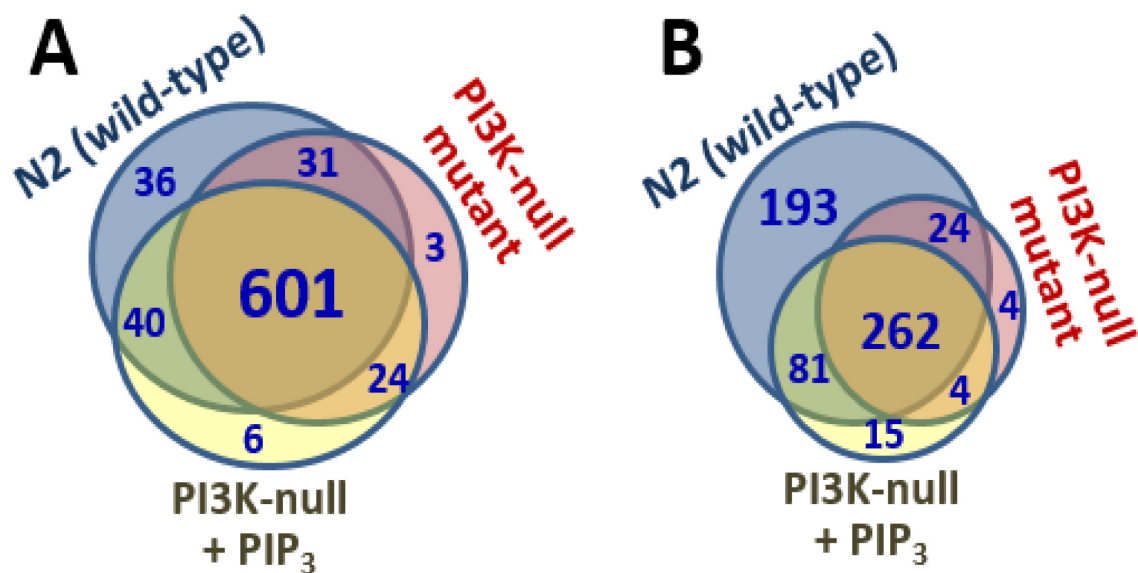 A
N2 (wild-type)
PI3K-null
mutant
36
31
3
601
40
24
6
PI3K-null
+ PIP₃
B
N2 (wild-type)
PI3K-null
mutant
193
24
4
262
81
4
15
PI3K-null
+ PIP₃